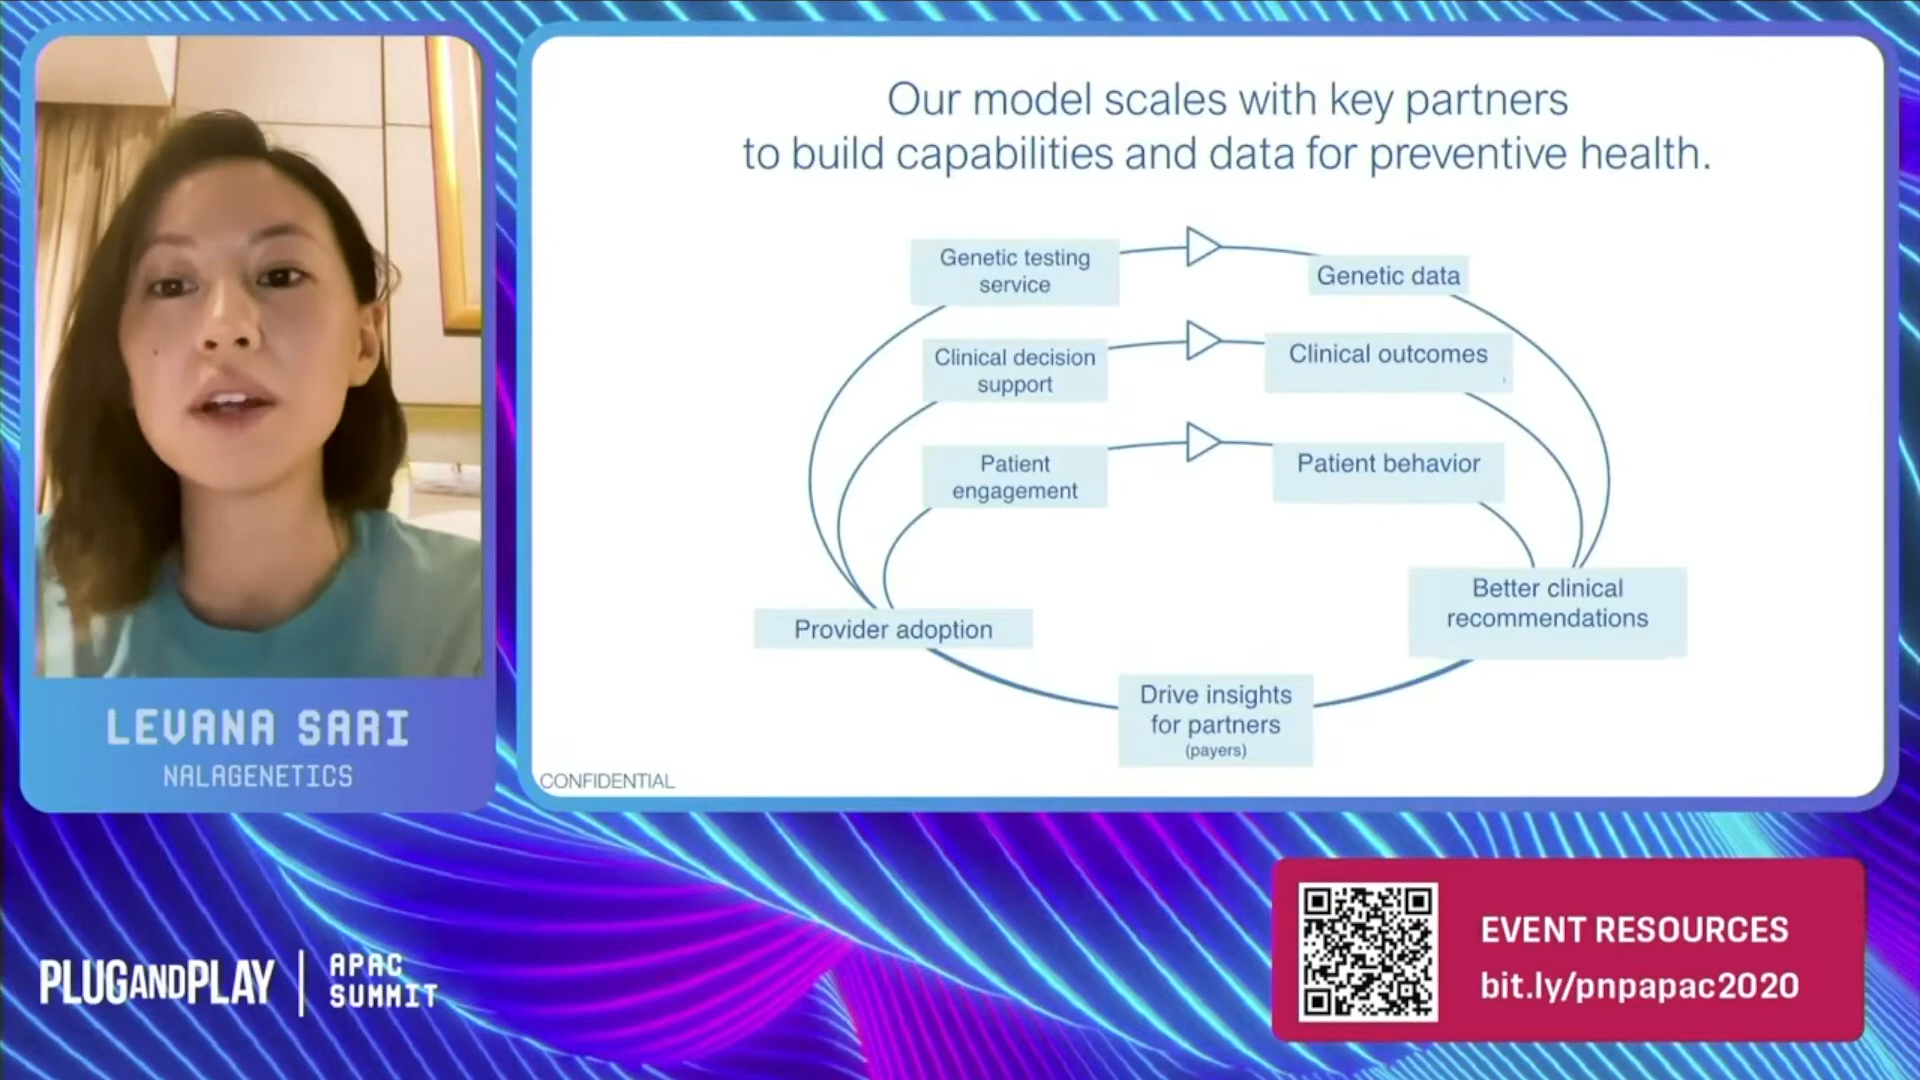 Our model scales with key partners
to build capabilities and data for preventive health.
Genetic testing
service
Genetic data
Clinical decision
support
Clinical outcomes
Patient
engagement
Patient behavior
Provider adoption
Better clinical
recommendations
Drive insights
for partners
(payers)
CONFIDENTIAL
LEVANA SARI
NALAGENETICS
PLUGANDPLAY
APAC
SUMMIT
EVENT RESOURCES
bit.ly/pnpapac2020